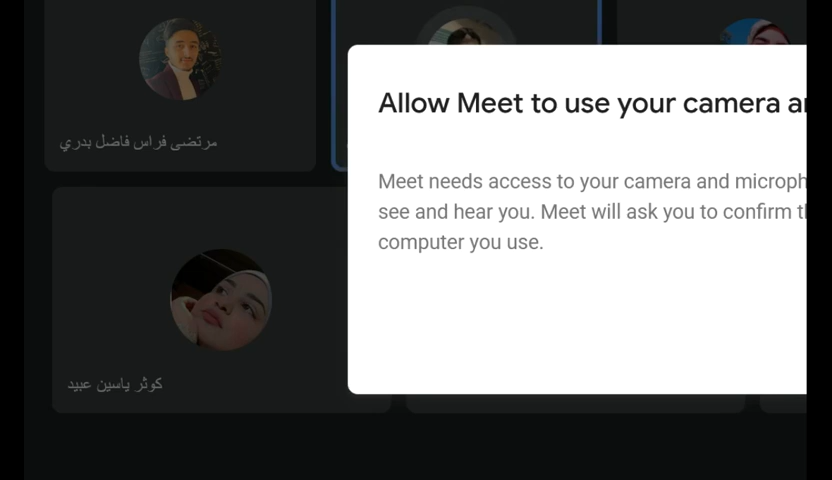 مرتضى فراس فاضل بدري
Allow Meet to use your camera
Meet needs access to your camera and
see and hear you. Meet will ask you to confirm
computer you use.
كوثر ياسين عبيد